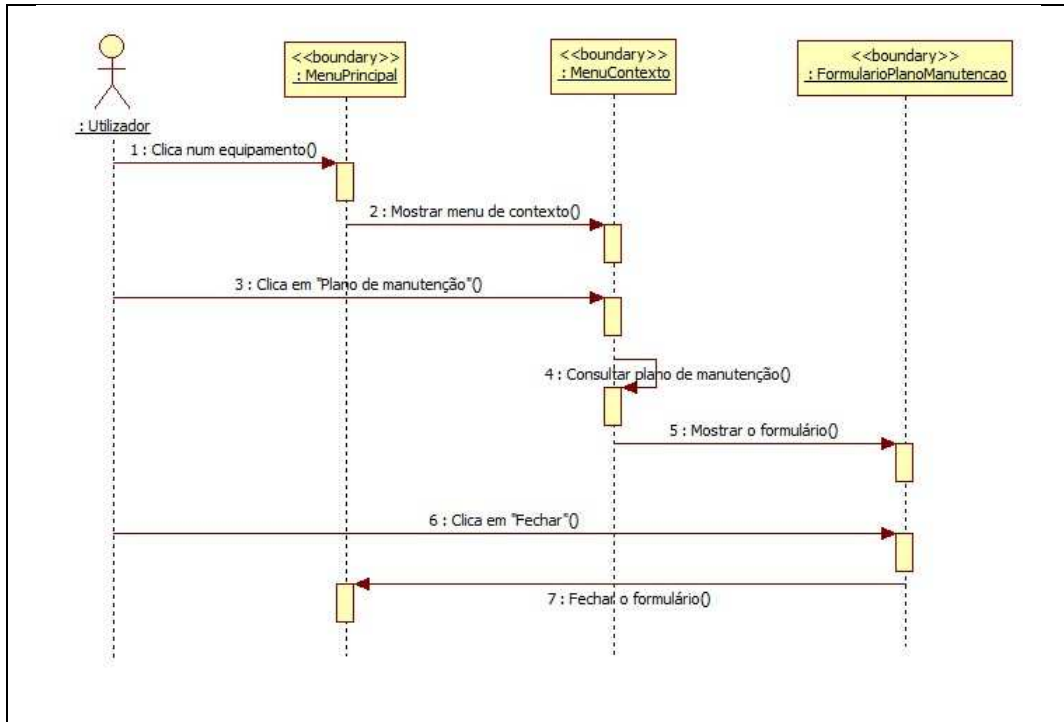 <<boundary>>
: MenuPrincipal
<<boundary>>
: MenuContexto
<<boundary>>
: FormularioPlanoManutencao
: Utilizador
1 : Clica num equipamento()
2 : Mostrar menu de contexto()
3 : Clica em "Plano de manutenção"()
4 : Consultar plano de manutenção()
5 : Mostrar o formulário()
6 : Clica em "Fechar"()
7 : Fechar o formulário()